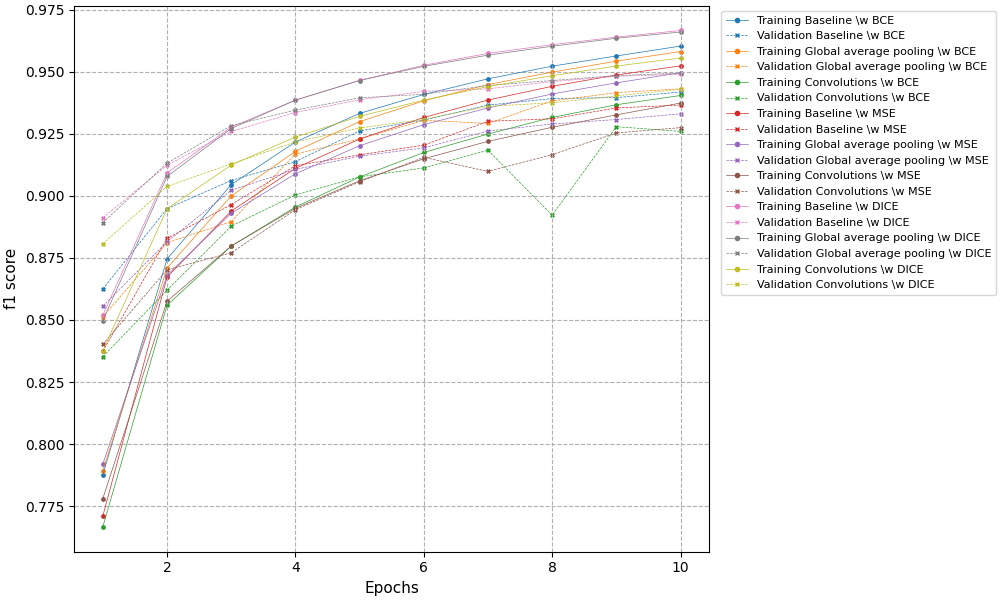 0.975
0.950
0.925
0.900
0.875
0.850
0.825
0.800
0.775
f1 score
2 4 6 8 10
Epochs
Training Baseline \w BCE
Validation Baseline \w BCE
Training Global average pooling \w BCE
Validation Global average pooling \w BCE
Training Convolutions \w BCE
Validation Convolutions \w BCE
Training Baseline \w MSE
Validation Baseline \w MSE
Training Global average pooling \w MSE
Validation Global average pooling \w MSE
Training Convolutions \w MSE
Validation Convolutions \w MSE
Training Baseline \w DICE
Validation Baseline \w DICE
Training Global average pooling \w DICE
Validation Global average pooling \w DICE
Training Convolutions \w DICE
Validation Convolutions \w DICE